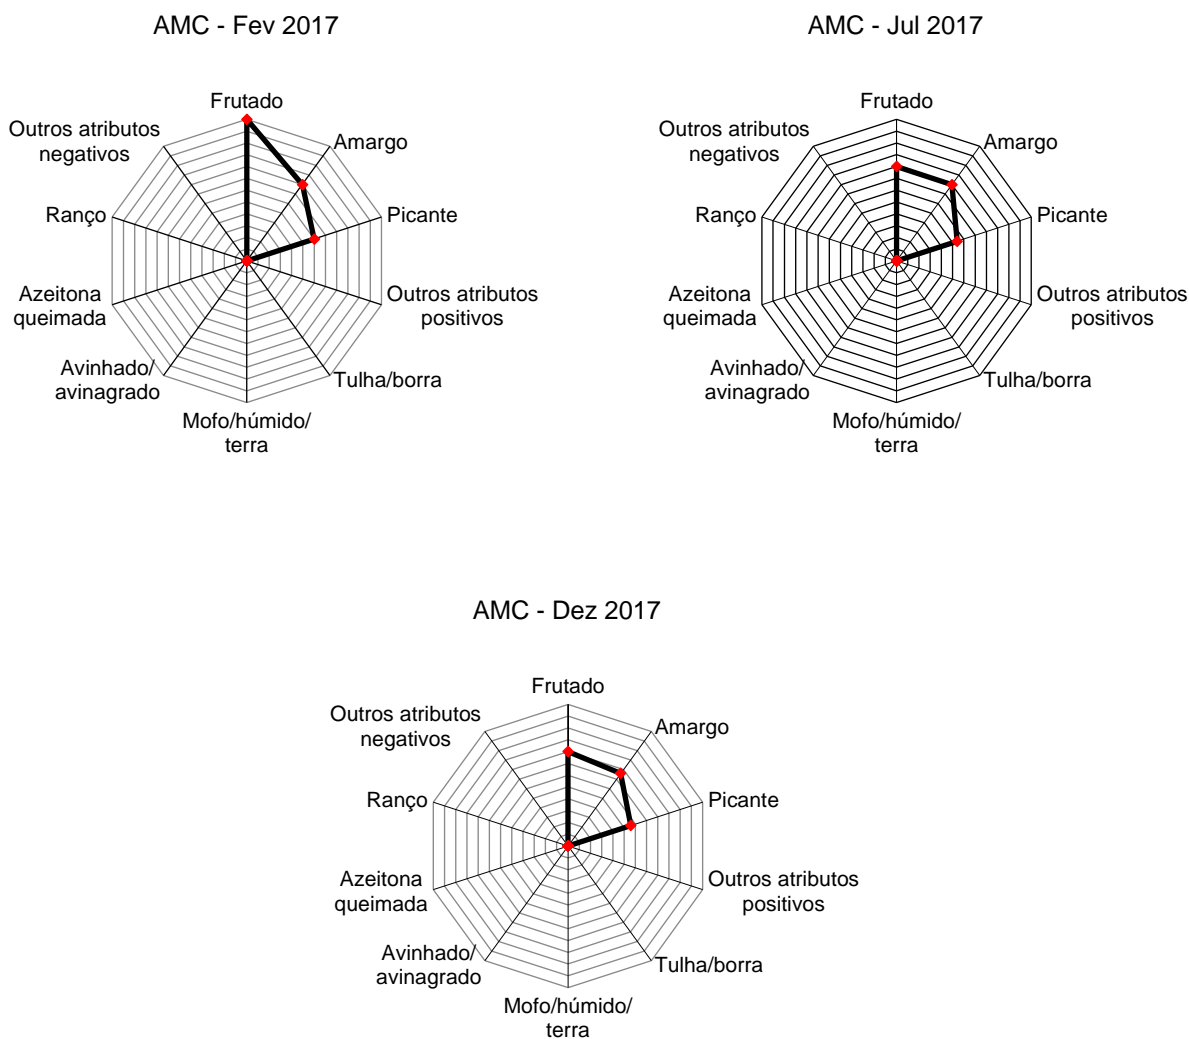 AMC - Fev 2017
Frutado
Amargo
Picante
Outros atributos
positivos
Tulha/borra
Mofo/húmido/
terra
Avinhado/
avinagrado
Azeitona
queimada
Ranço
Outros atributos
negativos
AMC - Jul 2017
Frutado
Amargo
Picante
Outros atributos
positivos
Tulha/borra
Mofo/húmido/
terra
Avinhado/
avinagrado
Azeitona
queimada
Ranço
Outros atributos
negativos
AMC - Dez 2017
Frutado
Amargo
Picante
Outros atributos
positivos
Tulha/borra
Mofo/húmido/
terra
Avinhado/
avinagrado
Azeitona
queimada
Ranço
Outros atributos
negativos